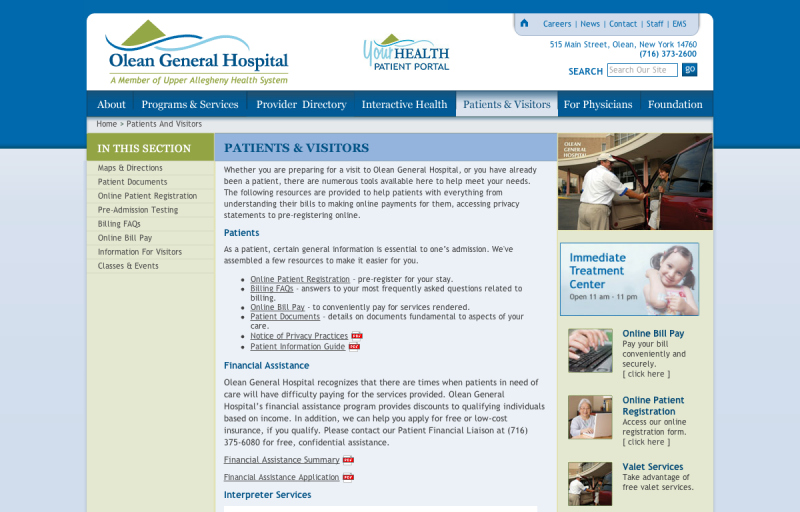 Careers | News | Contact | Staff | EMS
Olean General Hospital
A Member of Upper Allegheny Health System
YourHEALTH
PATIENT PORTAL
515 Main Street, Olean, New York 14760
(716) 373-2600
SEARCH Search Our Site go
About Programs & Services Provider Directory Interactive Health Patients & Visitors For Physicians Foundation
Home > Patients And Visitors
IN THIS SECTION
Maps & Directions
Patient Documents
Online Patient Registration
Pre-Admission Testing
Billing FAQs
Online Bill Pay
Information For Visitors
Classes & Events
PATIENTS & VISITORS
Whether you are preparing for a visit to Olean General Hospital, or you have already
been a patient, there are numerous tools available here to help meet your needs.
The following resources are provided to help patients with everything from
understanding their bills to making online payments for them, accessing privacy
statements to pre-registering online.
Patients
As a patient, certain general information is essential to one's admission. We've
assembled a few resources to make it easier for you.
• Online Patient Registration - pre-register for your stay.
• Billing FAQs - answers to your most frequently asked questions related to
billing.
• Online Bill Pay - to conveniently pay for services rendered.
• Patient Documents - details on documents fundamental to aspects of your
care.
• Notice of Privacy Practices PDF
• Patient Information Guide PDF
Financial Assistance
Olean General Hospital recognizes that there are times when patients in need of
care will have difficulty paying for the services provided. Olean General
Hospital's financial assistance program provides discounts to qualifying individuals
based on income. In addition, we can help you apply for free or low-cost
insurance, if you qualify. Please contact our Patient Financial Liaison at (716)
375-6080 for free, confidential assistance.
Financial Assistance Summary PDF
Financial Assistance Application PDF
Interpreter Services
OLEAN
GENERAL
HOSPITAL
Immediate
Treatment
Center
Open 11 am - 11 pm
Online Bill Pay
Pay your bill
conveniently and
securely.
[ click here ]
Online Patient
Registration
Access our online
registration form.
[ click here ]
Valet Services
Take advantage of
free valet services.